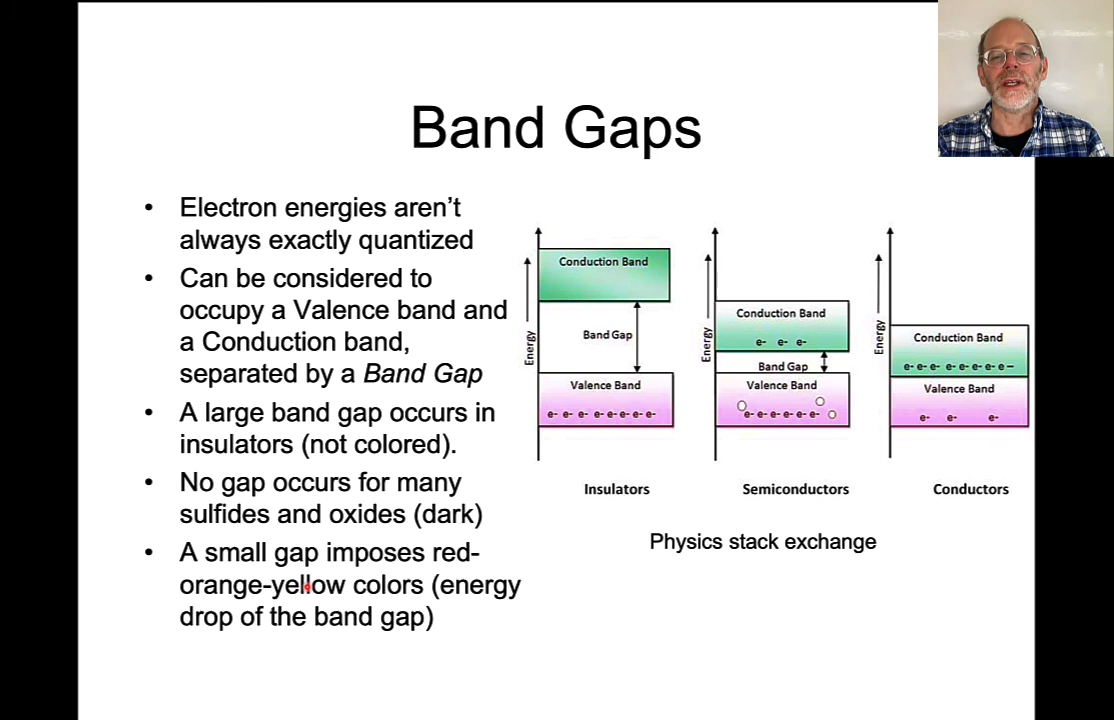 Band Gaps
• Electron energies aren't
always exactly quantized
• Can be considered to
occupy a Valence band and
a Conduction band,
separated by a Band Gap
• A large band gap occurs in
insulators (not colored).
• No gap occurs for many
sulfides and oxides (dark)
• A small gap imposes red-
orange-yellow colors (energy
drop of the band gap)
Energy
Conduction Band
Band Gap
Valence Band
e- e- e- e- e- e- e- e-
Insulators
Energy
Conduction Band
e- e- e-
Band Gap
Valence Band
e- e- e- e- e- e- e-
Semiconductors
Energy
Conduction Band
e- e- e- e- e- e- e- e –
Valence Band
e- e- e-
Conductors
Physics stack exchange